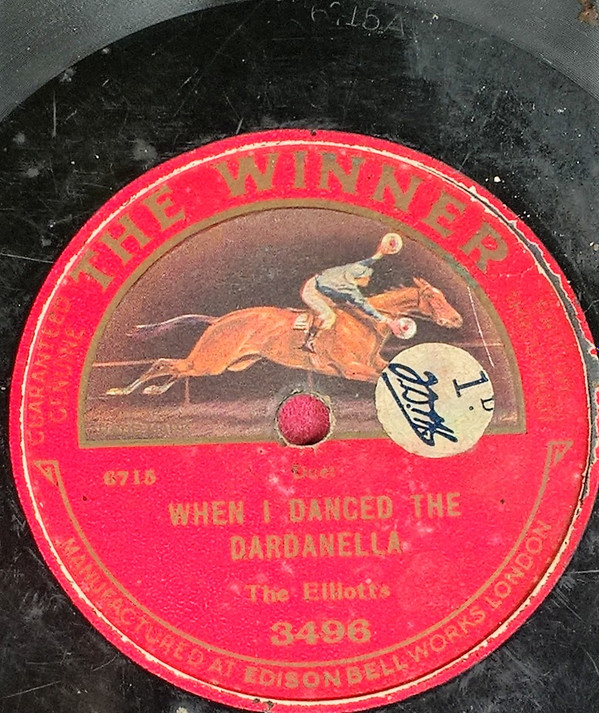 6715A
THE WINNER
GUARANTEED
GENUINE
1D
6715
Duet
WHEN I DANCED THE
DARDANELLA
The Elliotts
3496
MANUFACTURED AT EDISON BELL WORKS LONDON